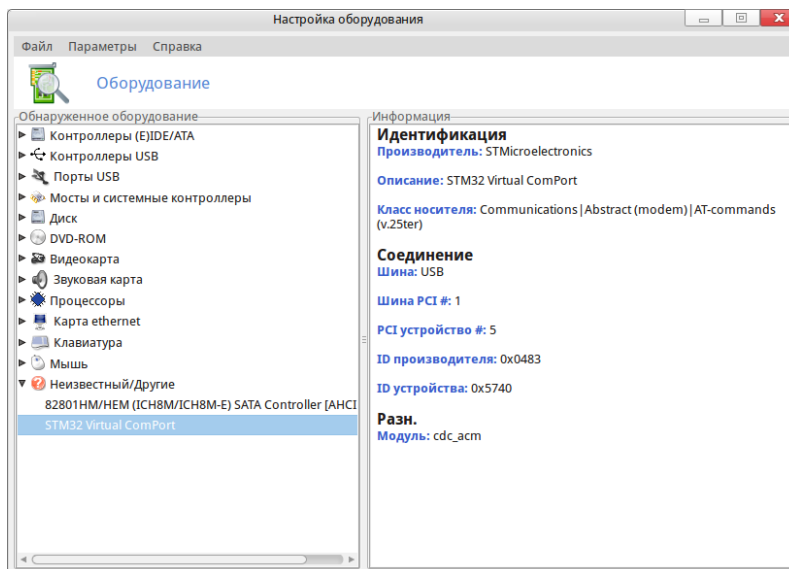 Настройка оборудования
Файл Параметры Справка
Оборудование
Обнаруженное оборудование
Контроллеры (E)IDE/ATA
Контроллеры USB
Порты USB
Мосты и системные контроллеры
Диск
DVD-ROM
Видеокарта
Звуковая карта
Процессоры
Карта ethernet
Клавиатура
Мышь
Неизвестный/Другие
82801HM/HEM (ICH8M/ICH8M-E) SATA Controller [AHCI
STM32 Virtual ComPort
Информация
Идентификация
Производитель: STMicroelectronics
Описание: STM32 Virtual ComPort
Класс носителя: Communications|Abstract (modem)|AT-commands
(v.25ter)
Соединение
Шина: USB
Шина PCI #: 1
PCI устройство #: 5
ID производителя: 0x0483
ID устройства: 0x5740
Разн.
Модуль: cdc_acm